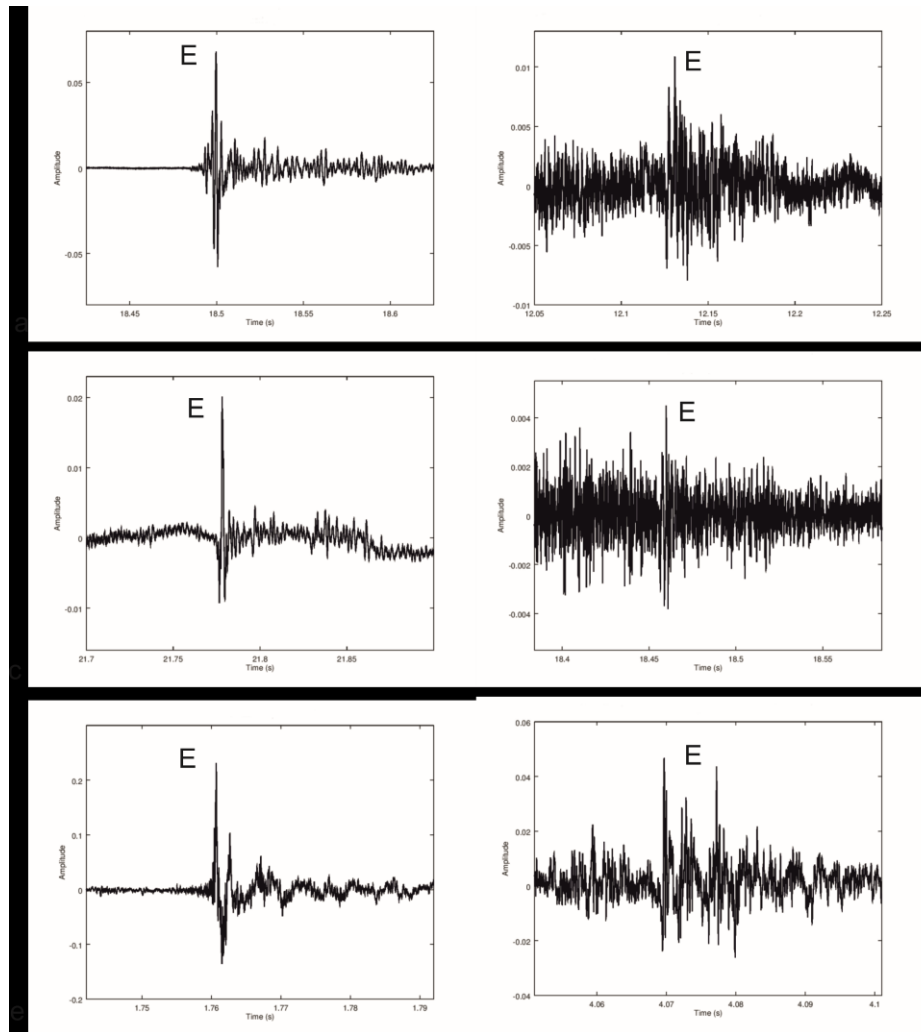 E
0.05
0
-0.05
Amplitude
18.45
18.5
18.55
18.6
Time (s)
a
E
0.01
0.005
0
-0.005
-0.01
Amplitude
12.05
12.1
12.15
12.2
12.25
Time (s)
E
0.02
0.01
0
-0.01
Amplitude
21.7
21.75
21.8
21.85
Time (s)
c
E
0.004
0.002
0
-0.002
-0.004
Amplitude
18.4
18.45
18.5
18.55
Time (s)
E
0.2
0.1
0
-0.1
-0.2
Amplitude
1.75
1.76
1.77
1.78
1.79
Time (s)
e
E
0.06
0.04
0.02
0
-0.02
-0.04
Amplitude
4.06
4.07
4.08
4.09
4.1
Time (s)